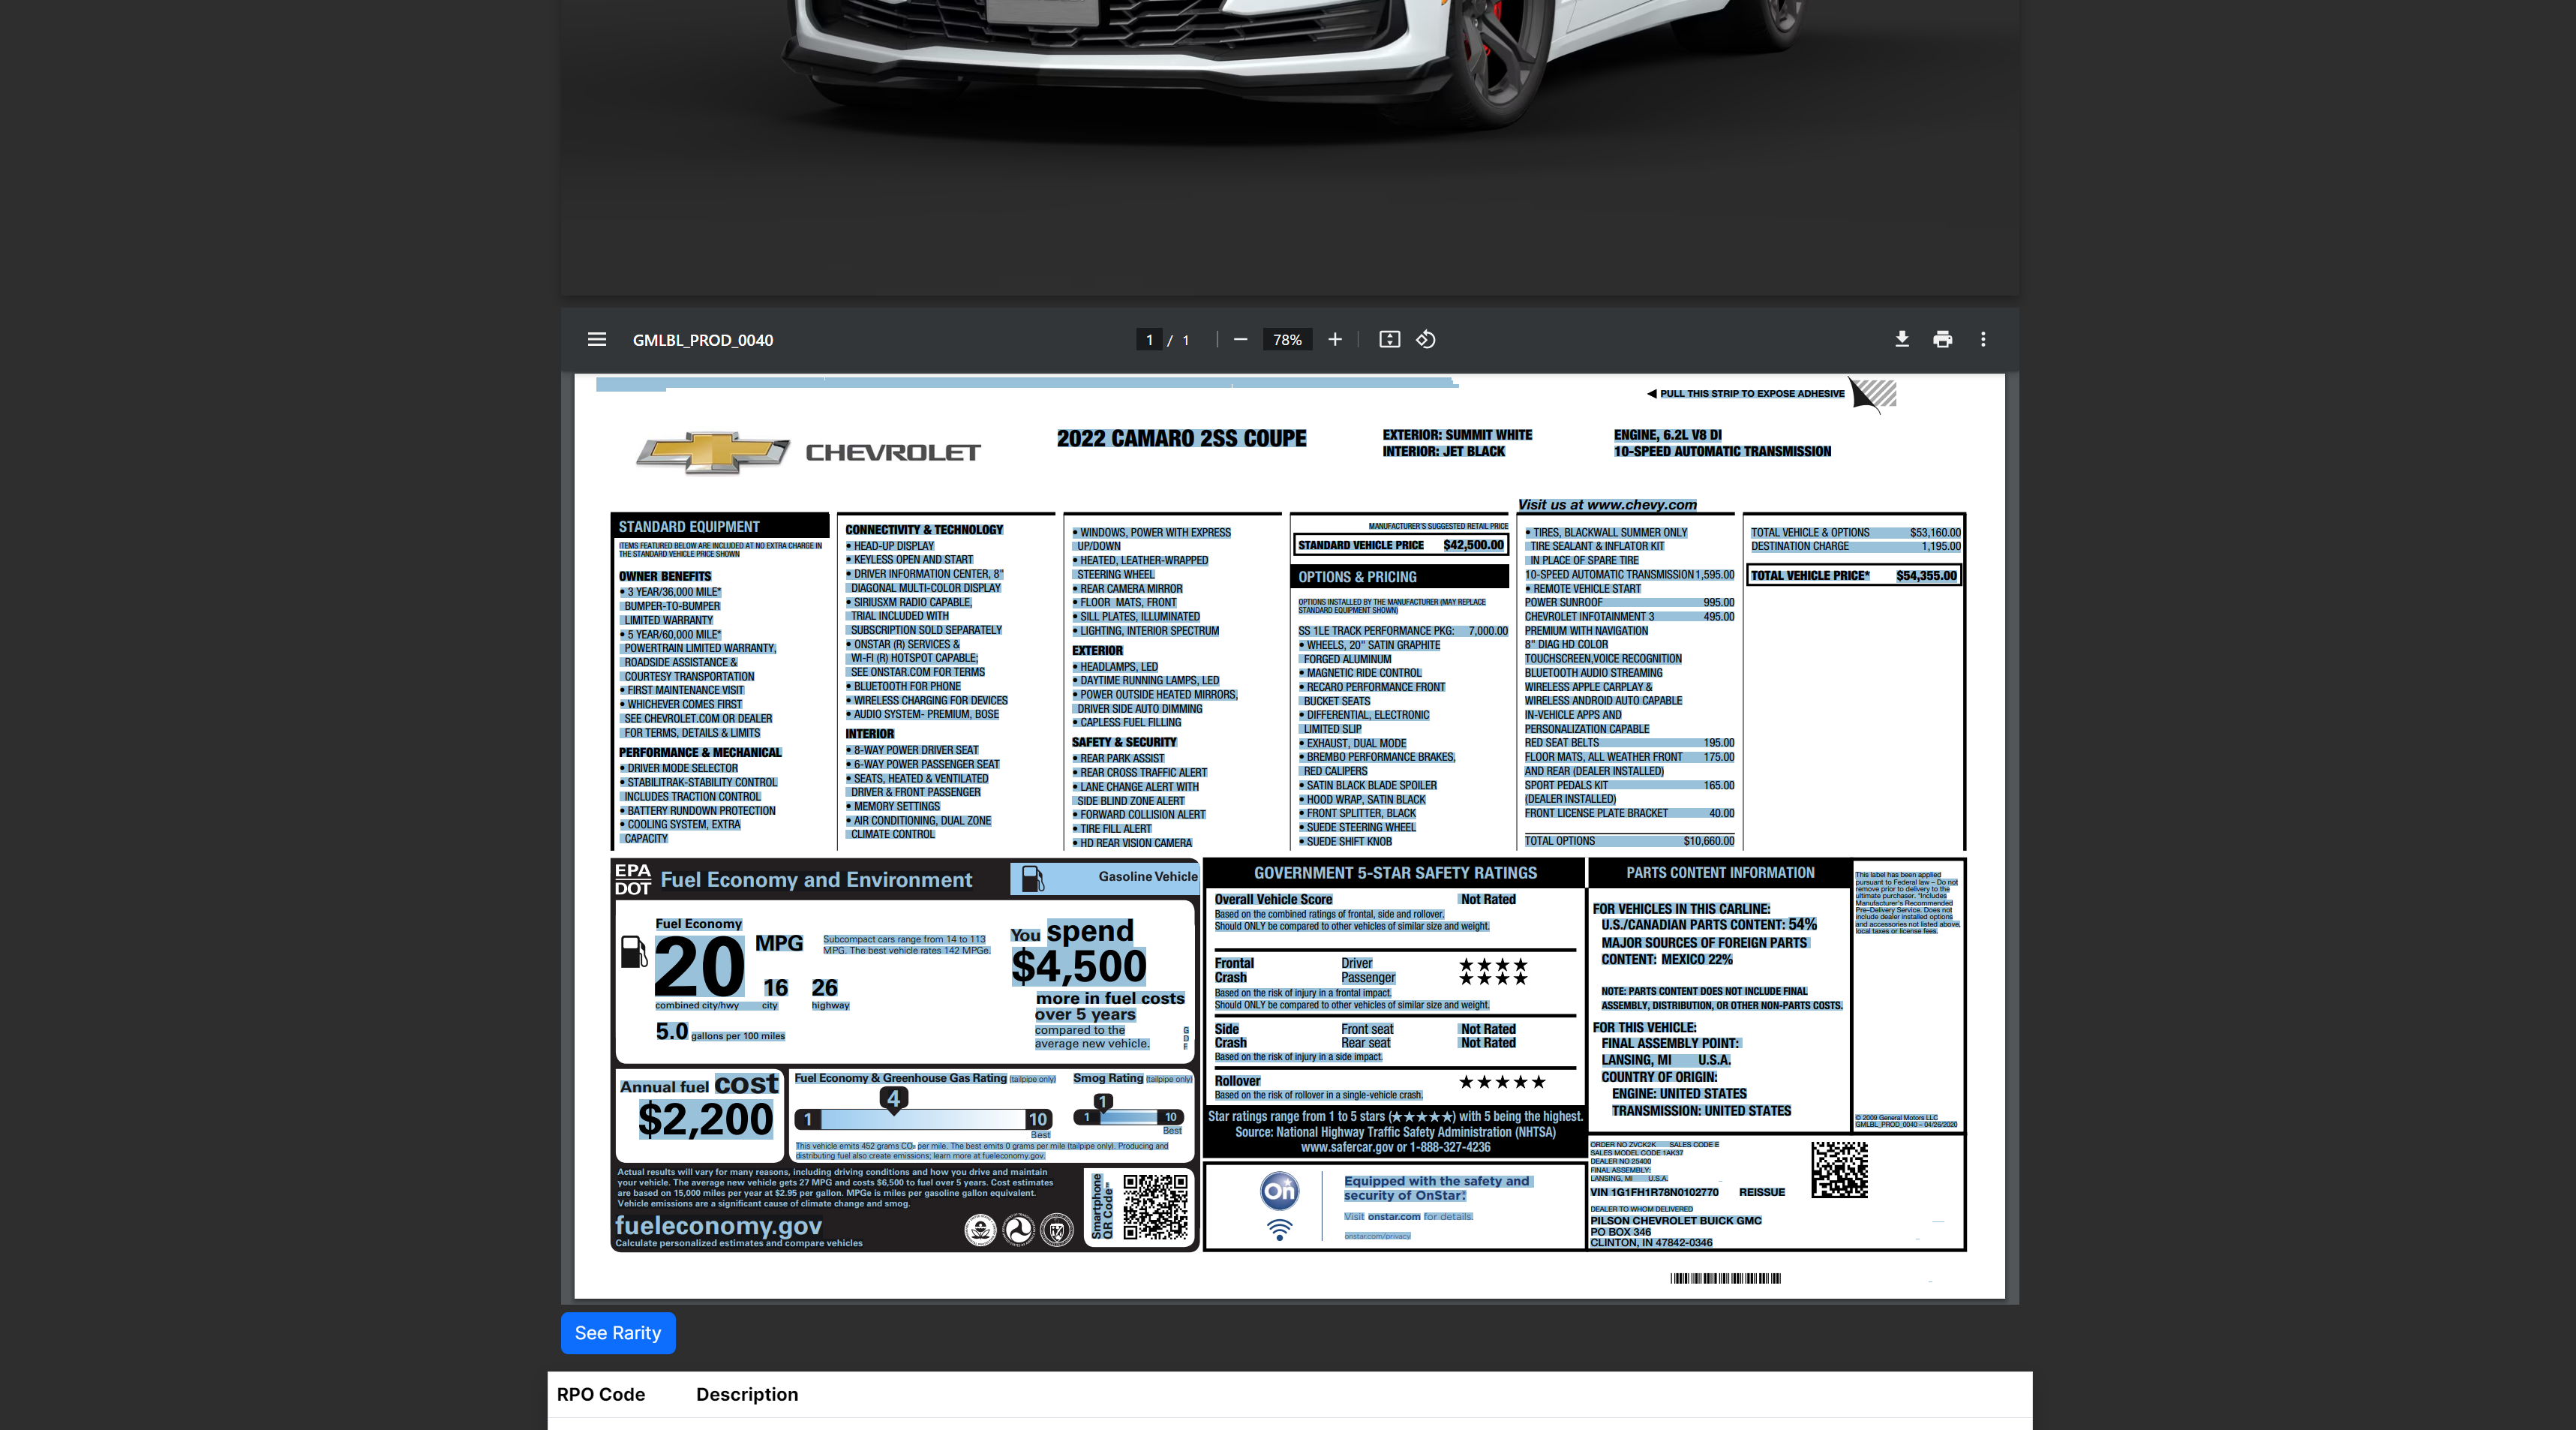 GMLBL_PROD_0040
1 / 1
78%
PULL THIS STRIP TO EXPOSE ADHESIVE
CHEVROLET
2022 CAMARO 2SS COUPE
EXTERIOR: SUMMIT WHITE
INTERIOR: JET BLACK
ENGINE, 6.2L V8 DI
10-SPEED AUTOMATIC TRANSMISSION
Visit us at www.chevy.com
STANDARD EQUIPMENT
ITEMS FEATURED BELOW ARE INCLUDED AT NO EXTRA CHARGE IN
THE STANDARD VEHICLE PRICE SHOWN
OWNER BENEFITS
• 3 YEAR/36,000 MILE*
BUMPER-TO-BUMPER
LIMITED WARRANTY
• 5 YEAR/60,000 MILE*
POWERTRAIN LIMITED WARRANTY,
ROADSIDE ASSISTANCE &
COURTESY TRANSPORTATION
• FIRST MAINTENANCE VISIT
• WHICHEVER COMES FIRST
SEE CHEVROLET.COM OR DEALER
FOR TERMS, DETAILS & LIMITS
PERFORMANCE & MECHANICAL
• DRIVER MODE SELECTOR
• STABILITRAK-STABILITY CONTROL
INCLUDES TRACTION CONTROL
• BATTERY RUNDOWN PROTECTION
• COOLING SYSTEM, EXTRA
CAPACITY
CONNECTIVITY & TECHNOLOGY
• HEAD-UP DISPLAY
• KEYLESS OPEN AND START
• DRIVER INFORMATION CENTER, 8"
DIAGONAL MULTI-COLOR DISPLAY
• SIRIUSXM RADIO CAPABLE,
TRIAL INCLUDED WITH
SUBSCRIPTION SOLD SEPARATELY
• ONSTAR (R) SERVICES &
WI-FI (R) HOTSPOT CAPABLE;
SEE ONSTAR.COM FOR TERMS
• BLUETOOTH FOR PHONE
• WIRELESS CHARGING FOR DEVICES
• AUDIO SYSTEM- PREMIUM, BOSE
INTERIOR
• 8-WAY POWER DRIVER SEAT
• 6-WAY POWER PASSENGER SEAT
• SEATS, HEATED & VENTILATED
DRIVER & FRONT PASSENGER
• MEMORY SETTINGS
• AIR CONDITIONING, DUAL ZONE
CLIMATE CONTROL
• WINDOWS, POWER WITH EXPRESS
UP/DOWN
• HEATED, LEATHER-WRAPPED
STEERING WHEEL
• REAR CAMERA MIRROR
• FLOOR MATS, FRONT
• SILL PLATES, ILLUMINATED
• LIGHTING, INTERIOR SPECTRUM
EXTERIOR
• HEADLAMPS, LED
• DAYTIME RUNNING LAMPS, LED
• POWER OUTSIDE HEATED MIRRORS,
DRIVER SIDE AUTO DIMMING
• CAPLESS FUEL FILLING
SAFETY & SECURITY
• REAR PARK ASSIST
• REAR CROSS TRAFFIC ALERT
• LANE CHANGE ALERT WITH
SIDE BLIND ZONE ALERT
• FORWARD COLLISION ALERT
• TIRE FILL ALERT
• HD REAR VISION CAMERA
MANUFACTURER'S SUGGESTED RETAIL PRICE
STANDARD VEHICLE PRICE $42,500.00
OPTIONS & PRICING
OPTIONS INSTALLED BY THE MANUFACTURER (MAY REPLACE
STANDARD EQUIPMENT SHOWN)
SS 1LE TRACK PERFORMANCE PKG: 7,000.00
• WHEELS, 20" SATIN GRAPHITE
FORGED ALUMINUM
• MAGNETIC RIDE CONTROL
• RECARO PERFORMANCE FRONT
BUCKET SEATS
• DIFFERENTIAL, ELECTRONIC
LIMITED SLIP
• EXHAUST, DUAL MODE
• BREMBO PERFORMANCE BRAKES,
RED CALIPERS
• SATIN BLACK BLADE SPOILER
• HOOD WRAP, SATIN BLACK
• FRONT SPLITTER, BLACK
• SUEDE STEERING WHEEL
• SUEDE SHIFT KNOB
• TIRES, BLACKWALL SUMMER ONLY
TIRE SEALANT & INFLATOR KIT
IN PLACE OF SPARE TIRE
10-SPEED AUTOMATIC TRANSMISSION 1,595.00
• REMOTE VEHICLE START
POWER SUNROOF 995.00
CHEVROLET INFOTAINMENT 3 495.00
PREMIUM WITH NAVIGATION
8" DIAG HD COLOR
TOUCHSCREEN,VOICE RECOGNITION
BLUETOOTH AUDIO STREAMING
WIRELESS APPLE CARPLAY &
WIRELESS ANDROID AUTO CAPABLE
IN-VEHICLE APPS AND
PERSONALIZATION CAPABLE
RED SEAT BELTS 195.00
FLOOR MATS, ALL WEATHER FRONT 175.00
AND REAR (DEALER INSTALLED)
SPORT PEDALS KIT 165.00
(DEALER INSTALLED)
FRONT LICENSE PLATE BRACKET 40.00
TOTAL OPTIONS $10,660.00
TOTAL VEHICLE & OPTIONS $53,160.00
DESTINATION CHARGE 1,195.00
TOTAL VEHICLE PRICE* $54,355.00
EPA
DOT
Fuel Economy and Environment
Gasoline Vehicle
Fuel Economy
20 MPG
combined city/hwy
16
city
26
highway
5.0 gallons per 100 miles
Subcompact cars range from 14 to 113
MPG. The best vehicle rates 142 MPGe.
You spend
$4,500
more in fuel costs
over 5 years
compared to the
average new vehicle.
G
D
F
Annual fuel cost
$2,200
Fuel Economy & Greenhouse Gas Rating (tailpipe only)
4
1 10
Best
Smog Rating (tailpipe only)
1
1 10
Best
This vehicle emits 452 grams CO₂ per mile. The best emits 0 grams per mile (tailpipe only). Producing and
distributing fuel also create emissions; learn more at fueleconomy.gov.
Actual results will vary for many reasons, including driving conditions and how you drive and maintain
your vehicle. The average new vehicle gets 27 MPG and costs $6,500 to fuel over 5 years. Cost estimates
are based on 15,000 miles per year at $2.95 per gallon. MPGe is miles per gasoline gallon equivalent.
Vehicle emissions are a significant cause of climate change and smog.
fueleconomy.gov
Calculate personalized estimates and compare vehicles
Smartphone
QR Code™
GOVERNMENT 5-STAR SAFETY RATINGS
Overall Vehicle Score Not Rated
Based on the combined ratings of frontal, side and rollover.
Should ONLY be compared to other vehicles of similar size and weight.
Frontal Driver ★★★★
Crash Passenger ★★★★
Based on the risk of injury in a frontal impact.
Should ONLY be compared to other vehicles of similar size and weight.
Side Front seat Not Rated
Crash Rear seat Not Rated
Based on the risk of injury in a side impact.
Rollover ★★★★★
Based on the risk of rollover in a single-vehicle crash.
Star ratings range from 1 to 5 stars (★★★★★) with 5 being the highest.
Source: National Highway Traffic Safety Administration (NHTSA)
www.safercar.gov or 1-888-327-4236
On
Equipped with the safety and
security of OnStar.
Visit onstar.com for details.
onstar.com/privacy
PARTS CONTENT INFORMATION
FOR VEHICLES IN THIS CARLINE:
U.S./CANADIAN PARTS CONTENT: 54%
MAJOR SOURCES OF FOREIGN PARTS
CONTENT: MEXICO 22%
NOTE: PARTS CONTENT DOES NOT INCLUDE FINAL
ASSEMBLY, DISTRIBUTION, OR OTHER NON-PARTS COSTS.
FOR THIS VEHICLE:
FINAL ASSEMBLY POINT:
LANSING, MI U.S.A.
COUNTRY OF ORIGIN:
ENGINE: UNITED STATES
TRANSMISSION: UNITED STATES
This label has been applied
pursuant to Federal law – Do not
remove prior to delivery to the
ultimate purchaser. *Includes
Manufacturer's Recommended
Pre-Delivery Service. Does not
include dealer installed options
and accessories not listed above,
local taxes or license fees.
© 2009 General Motors LLC
GMLBL_PROD_0040 – 04/26/2020
ORDER NO ZVCK2K SALES CODE E
SALES MODEL CODE 1AK37
DEALER NO 25400
FINAL ASSEMBLY:
LANSING, MI U.S.A.
VIN 1G1FH1R78N0102770 REISSUE
DEALER TO WHOM DELIVERED
PILSON CHEVROLET BUICK GMC
PO BOX 346
CLINTON, IN 47842-0346
See Rarity
RPO Code Description